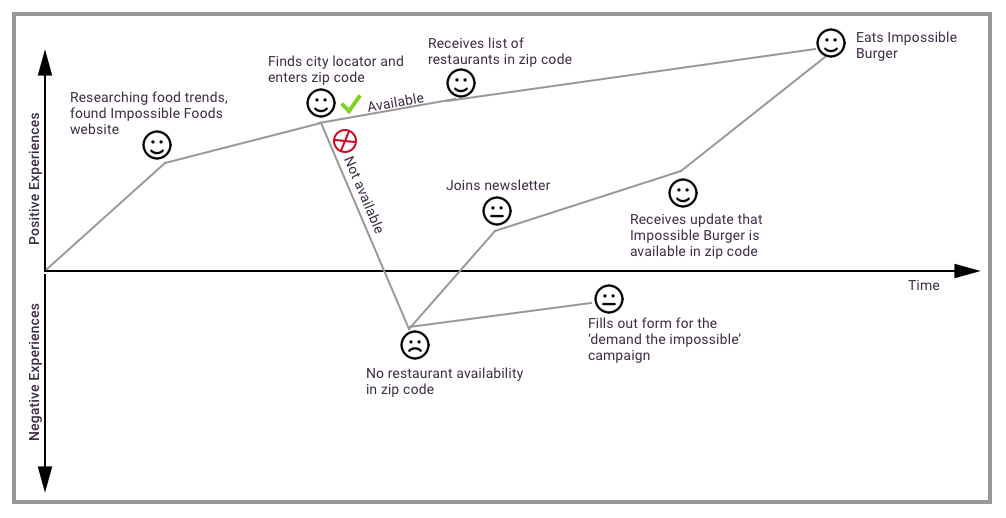 Eats Impossible
Burger
Receives list of
restaurants in zip code
Finds city locator and
enters zip code
Available
Researching food trends,
found Impossible Foods
website
Positive Experiences
Not available
Joins newsletter
Receives update that
Impossible Burger is
available in zip code
Time
Negative Experiences
Fills out form for the
‘demand the impossible’
campaign
No restaurant availability
in zip code